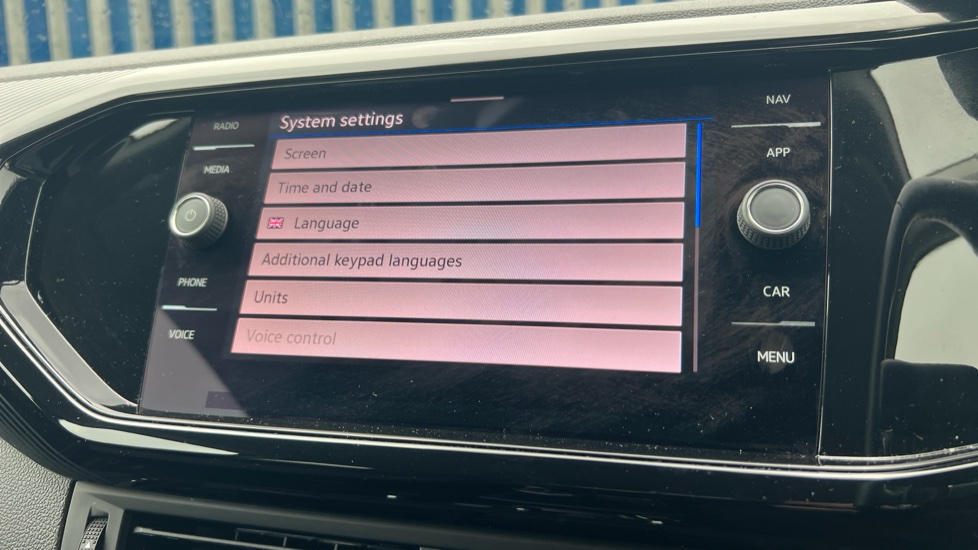 RADIO
MEDIA
PHONE
VOICE
System settings
Screen
Time and date
Language
Additional keypad languages
Units
Voice control
NAV
APP
CAR
MENU